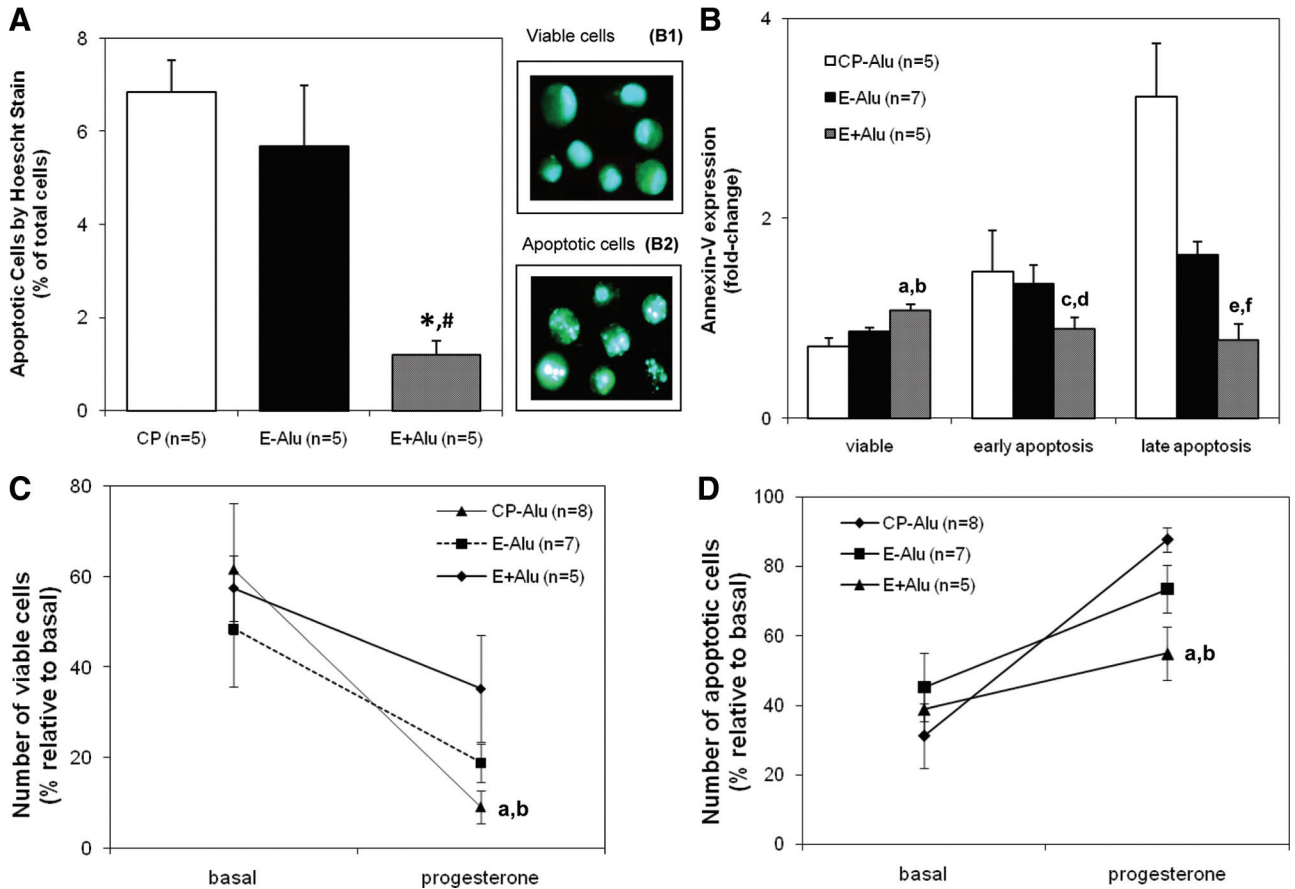 A
Apoptotic Cells by Hoescht Stain
(% of total cells)
8
6
4
2
0
*,#
CP (n=5)
E-Alu (n=5)
E+Alu (n=5)
Viable cells (B1)
Apoptotic cells (B2)
B
Annexin-V expression
(fold-change)
4
2
0
CP-Alu (n=5)
E-Alu (n=7)
E+Alu (n=5)
a,b
c,d
e,f
viable
early apoptosis
late apoptosis
C
Number of viable cells
(% relative to basal)
80
60
40
20
0
CP-Alu (n=8)
E-Alu (n=7)
E+Alu (n=5)
a,b
basal
progesterone
D
Number of apoptotic cells
(% relative to basal)
100
80
60
40
20
0
CP-Alu (n=8)
E-Alu (n=7)
E+Alu (n=5)
a,b
basal
progesterone